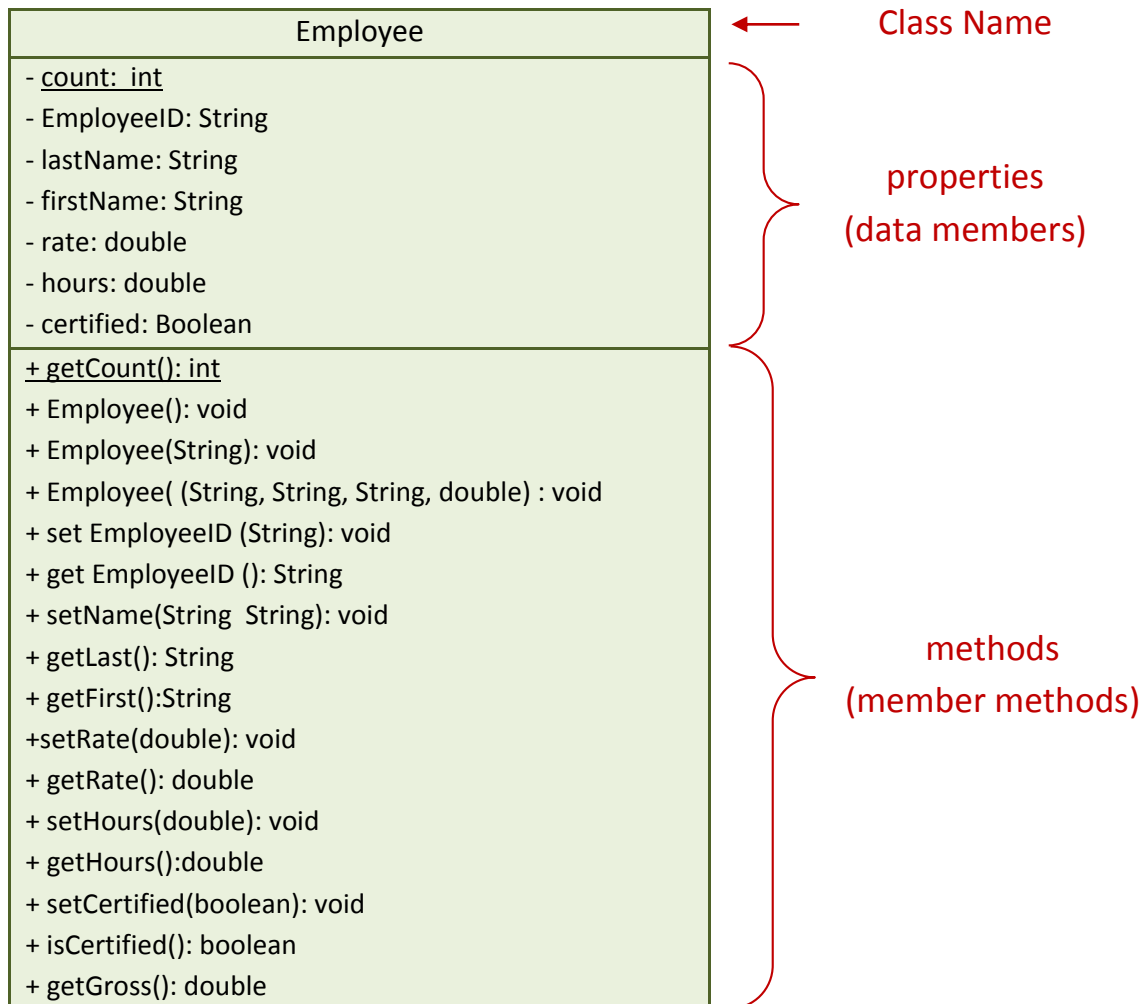 Employee
Class Name
- count:  int
- EmployeeID: String
- lastName: String
- firstName: String
- rate: double
- hours: double
- certified: Boolean
properties
(data members)
+ getCount(): int
+ Employee(): void
+ Employee(String): void
+ Employee( (String, String, String, double) : void
+ set EmployeeID (String): void
+ get EmployeeID (): String
+ setName(String  String): void
+ getLast(): String
+ getFirst():String
+setRate(double): void
+ getRate(): double
+ setHours(double): void
+ getHours():double
+ setCertified(boolean): void
+ isCertified(): boolean
+ getGross(): double
methods
(member methods)